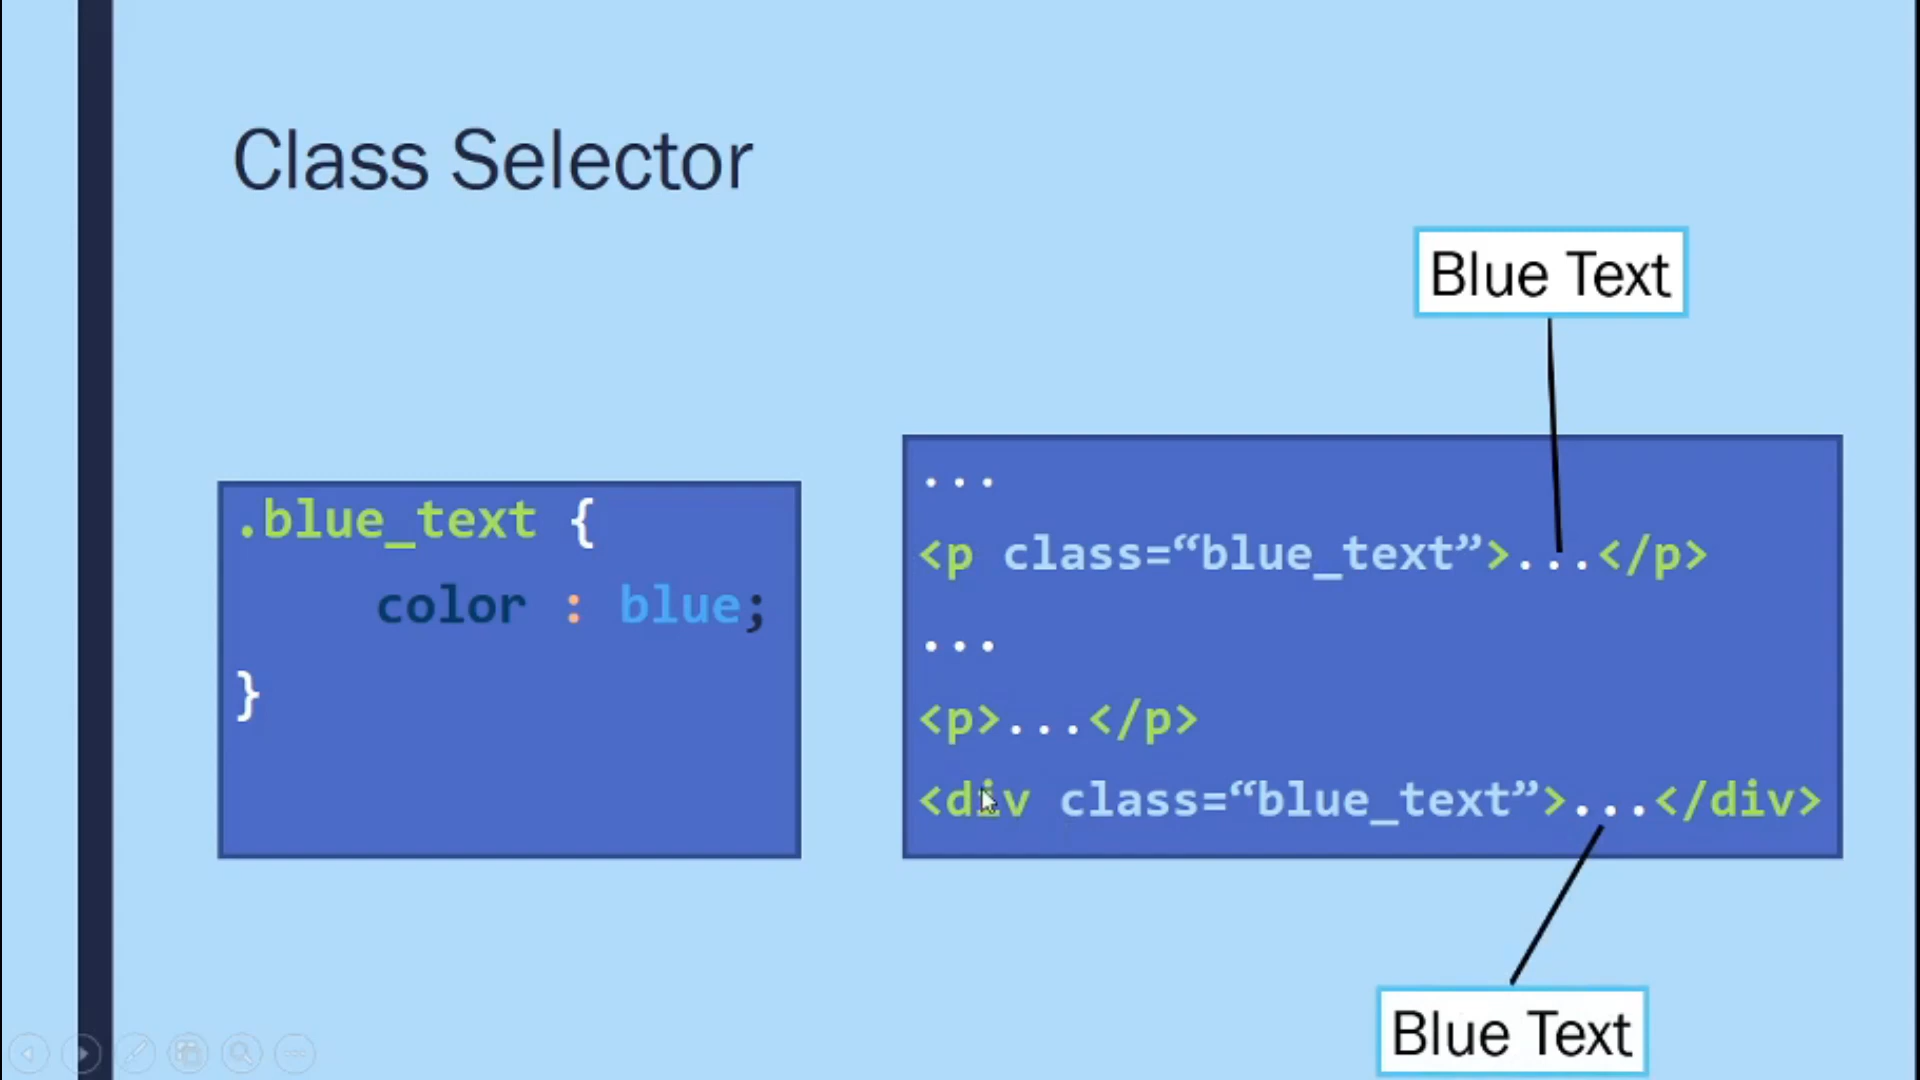 Class Selector
Blue Text
.blue_text {
color : blue;
}
...
<p class=“blue_text”>...</p>
...
<p>...</p>
<div class=“blue_text”>...</div>
Blue Text